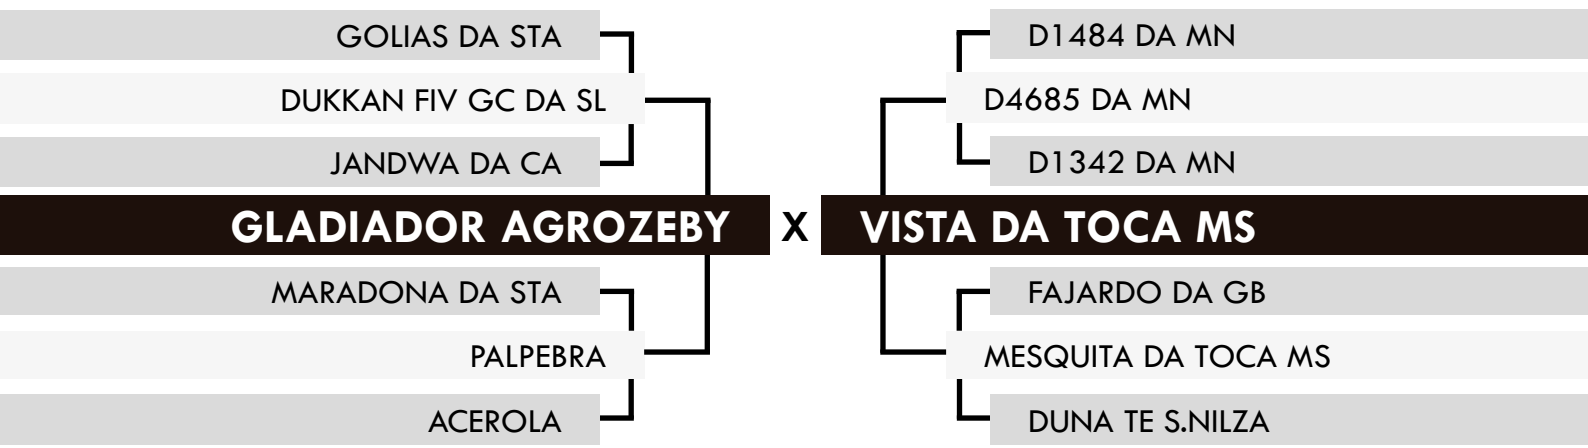 GOLIAS DA STA
DUKKAN FIV GC DA SL
JANDWA DA CA
GLADIADOR AGROZEBY
MARADONA DA STA
PALPEBRA
ACEROLA
X
D1484 DA MN
D4685 DA MN
D1342 DA MN
VISTA DA TOCA MS
FAJARDO DA GB
MESQUITA DA TOCA MS
DUNA TE S.NILZA